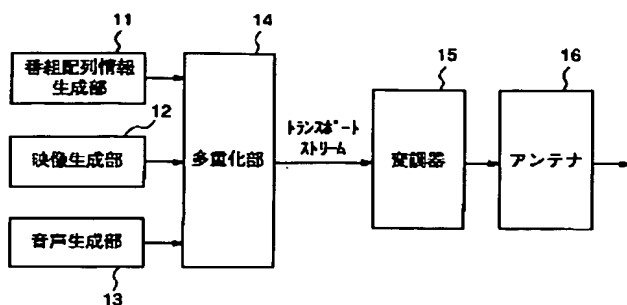 11
番組配列情報
生成部
12
映像生成部
音声生成部
13
14
多重化部
トランスポート
ストリーム
15
変調器
16
アンテナ